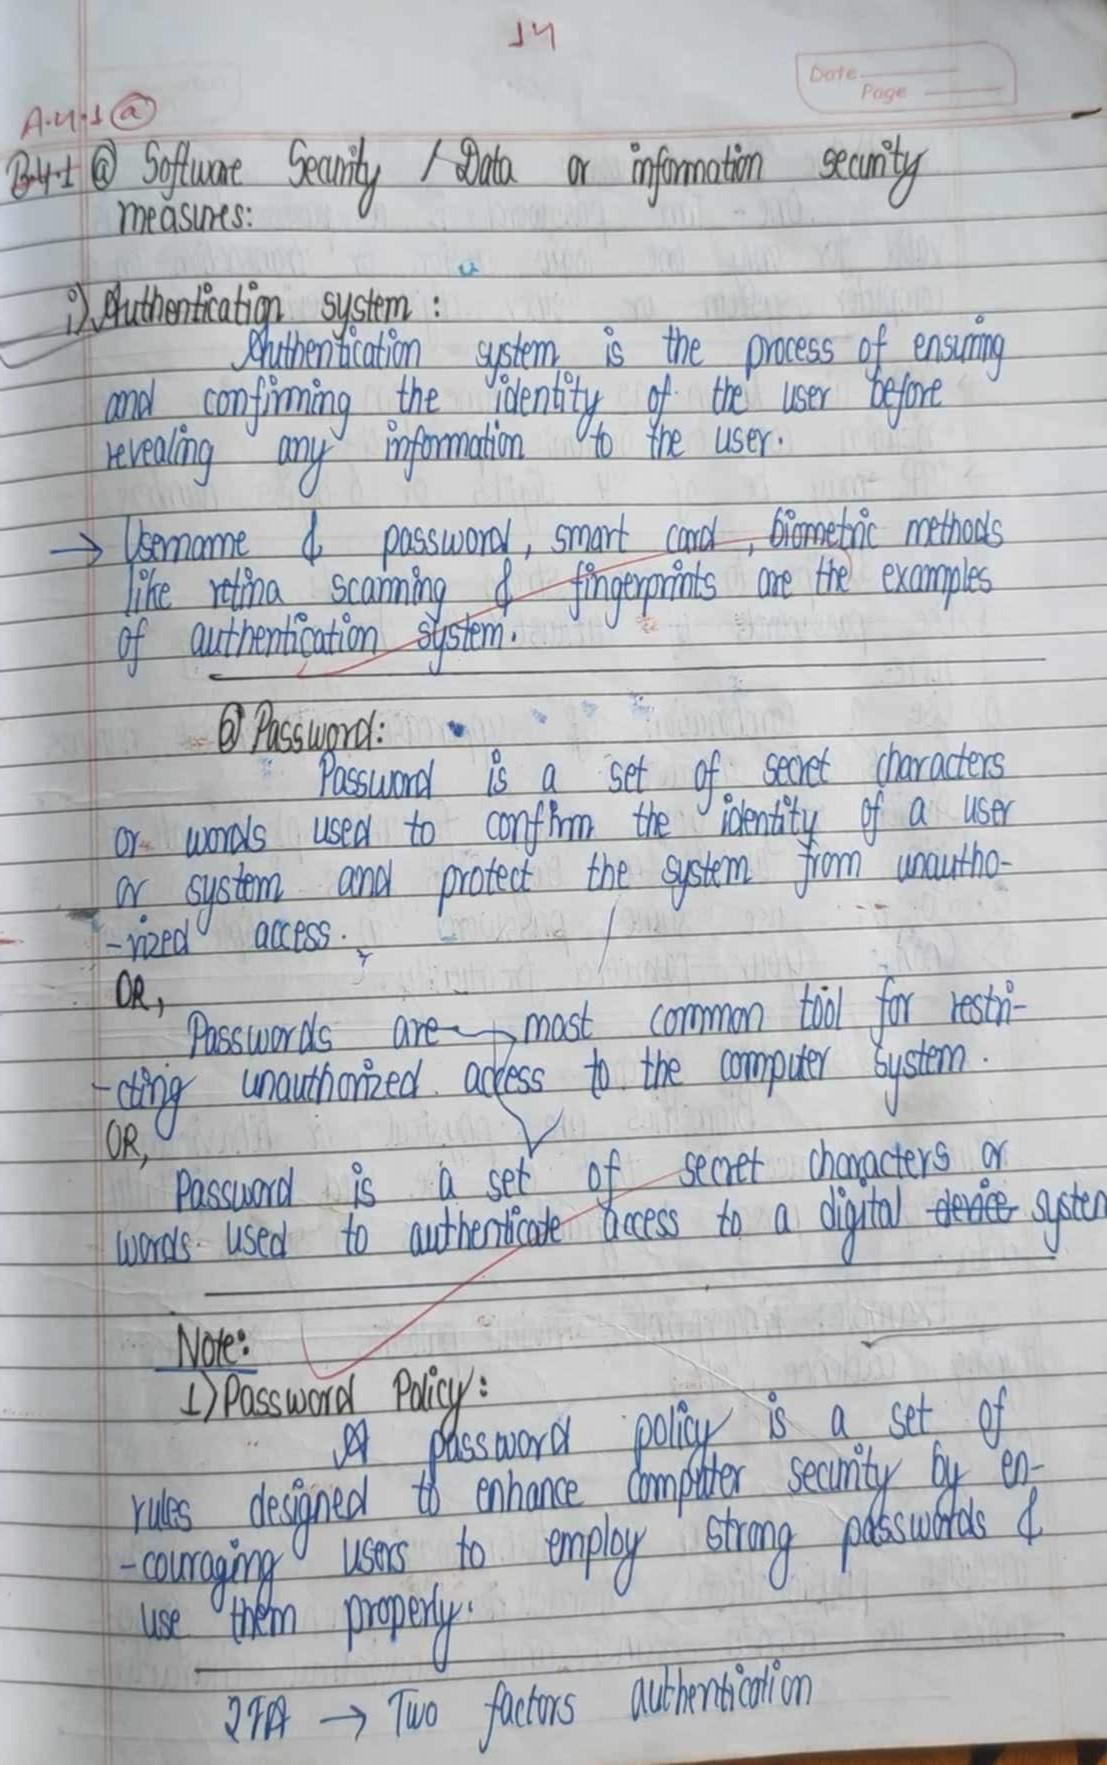 14
Date
Page
A.4.1 (a)
B.4.1 @ Software Security / Data or information security
measures:
i) Authentication system :
Authentication system is the process of ensuring
and confirming the identity of the user before
revealing any information to the user.
→ Username & password, smart card, biometric methods
like retina scanning & fingerprints are the examples
of authentication system.
Password:
Password is a set of secret characters
or words used to confirm the identity of a user
or system and protect the system from unautho-
-rized access.
OR,
Passwords are most common tool for restri-
-cting unauthorized access to the computer system.
OR,
Password is a set of secret characters or
words used to authenticate access to a digital device system
Note:
1) Password Policy:
A password policy is a set of
rules designed to enhance computer security by en-
-couraging users to employ strong passwords &
use them properly.
2FA → Two factors authentication